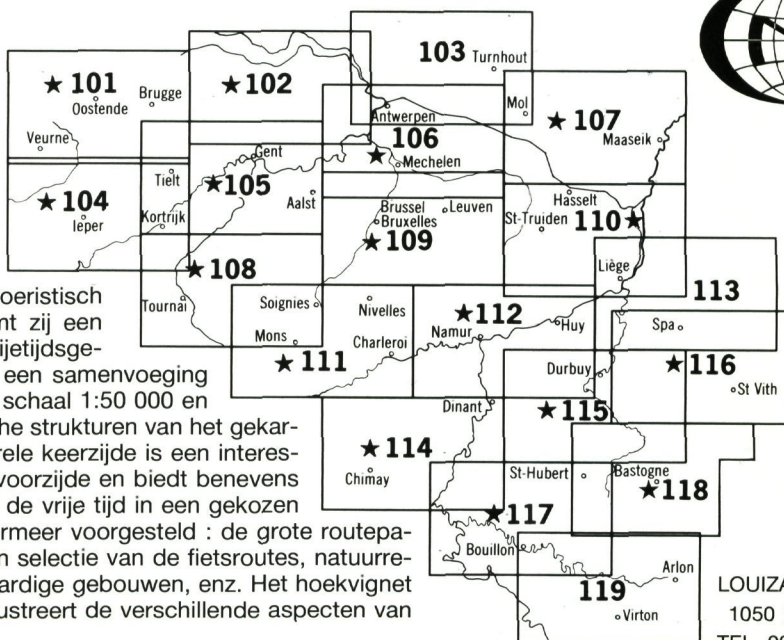 103 Turnhout
★ 101
Oostende
Brugge
★ 102
Antwerpen
Mol
★ 107
Maaseik
Veurne
106
★ Mechelen
Gent
★ 104
Ieper
Tielt
Kortrijk
★ 105
Aalst
Brussel
Bruxelles
★ 109
Leuven
Hasselt
St-Truiden
110 ★
★ 108
Liège
113
Tournai
Soignies
Mons
Nivelles
Charleroi
★ 112
Namur
Huy
Spa
★ 111
Durbuy
★ 116
St Vith
Dinant
★ 115
★ 114
Chimay
St-Hubert
Bastogne
★ 118
★ 117
Bouillon
Arlon
119
Virton
oeristisch
nt zij een
ijetijdsge-
een samenvoeging
schaal 1:50 000 en
he strukturen van het gekar-
rele keerzijde is een interes-
voorzijde en biedt benevens
de vrije tijd in een gekozen
rmeer voorgesteld : de grote routepa-
n selectie van de fietsroutes, natuurre-
ardige gebouwen, enz. Het hoekvignet
ustreert de verschillende aspecten van
LOUIZA
1050